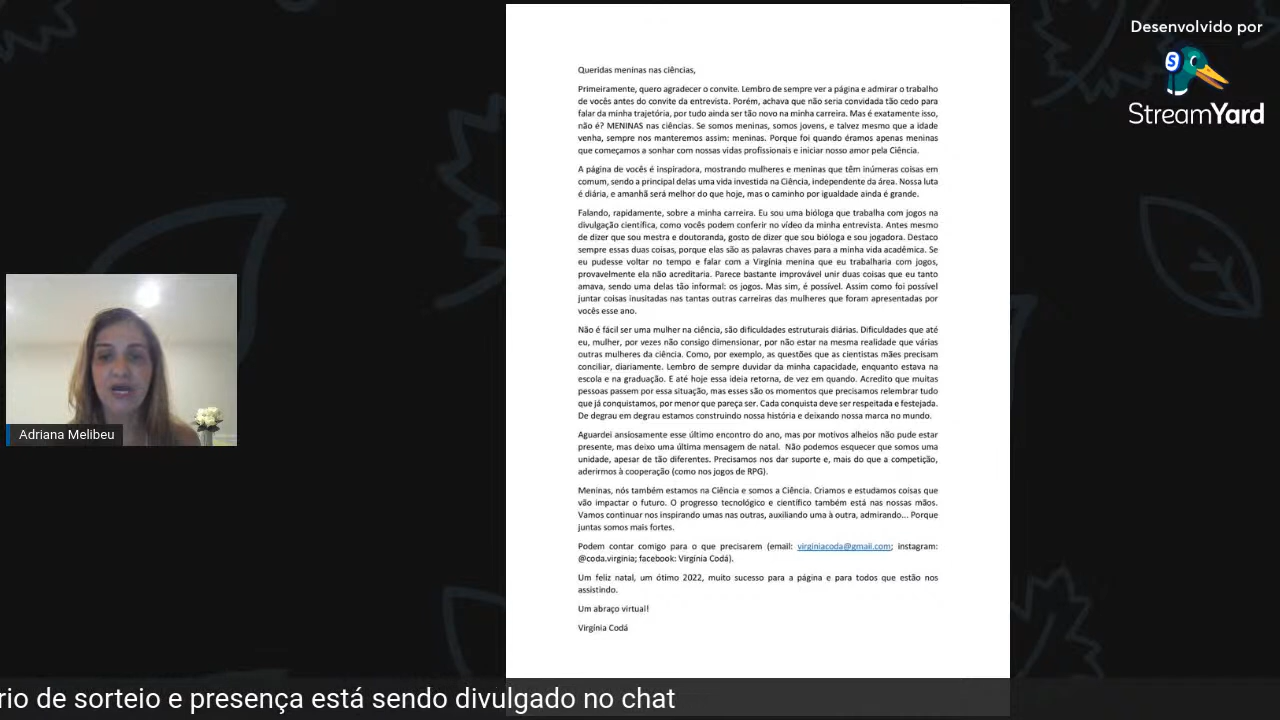 Desenvolvido por
StreamYard
Queridas meninas nas ciências,
Primeiramente, quero agradecer o convite. Lembro de sempre ver a página e admirar o trabalho
de vocês antes do convite da entrevista. Porém, achava que não seria convidada tão cedo para
falar da minha trajetória, por tudo ainda ser tão novo na minha carreira. Mas é exatamente isso,
não é? MENINAS nas ciências. Se somos meninas, somos jovens, e talvez mesmo que a idade
venha, sempre nos manteremos assim: meninas. Porque foi quando éramos apenas meninas
que começamos a sonhar com nossas vidas profissionais e iniciar nosso amor pela Ciência.
A página de vocês é inspiradora, mostrando mulheres e meninas que têm inúmeras coisas em
comum, sendo a principal delas uma vida investida na Ciência, independente da área. Nossa luta
é diária, e amanhã será melhor do que hoje, mas o caminho por igualdade ainda é grande.
Falando, rapidamente, sobre a minha carreira. Eu sou uma bióloga que trabalha com jogos na
divulgação científica, como vocês podem conferir no vídeo da minha entrevista. Antes mesmo
de dizer que sou mestra e doutoranda, gosto de dizer que sou bióloga e sou jogadora. Destaco
sempre essas duas coisas, porque elas são as palavras chaves para a minha vida acadêmica. Se
eu pudesse voltar no tempo e falar com a Virgínia menina que eu trabalharia com jogos,
provavelmente ela não acreditaria. Parece bastante improvável unir duas coisas que eu tanto
amava, sendo uma delas tão informal: os jogos. Mas sim, é possível. Assim como foi possível
juntar coisas inusitadas nas tantas outras carreiras das mulheres que foram apresentadas por
vocês esse ano.
Não é fácil ser uma mulher na ciência, são dificuldades estruturais diárias. Dificuldades que até
eu, mulher, por vezes não consigo dimensionar, por não estar na mesma realidade que várias
outras mulheres da ciência. Como, por exemplo, as questões que as cientistas mães precisam
conciliar, diariamente. Lembro de sempre duvidar da minha capacidade, enquanto estava na
escola e na graduação. E até hoje essa ideia retorna, de vez em quando. Acredito que muitas
pessoas passem por essa situação, mas esses são os momentos que precisamos relembrar tudo
que já conquistamos, por menor que pareça ser. Cada conquista deve ser respeitada e festejada.
De degrau em degrau estamos construindo nossa história e deixando nossa marca no mundo.
Aguardei ansiosamente esse último encontro do ano, mas por motivos alheios não pude estar
presente, mas deixo uma última mensagem de natal. Não podemos esquecer que somos uma
unidade, apesar de tão diferentes. Precisamos nos dar suporte e, mais do que a competição,
aderirmos à cooperação (como nos jogos de RPG).
Meninas, nós também estamos na Ciência e somos a Ciência. Criamos e estudamos coisas que
vão impactar o futuro. O progresso tecnológico e científico também está nas nossas mãos.
Vamos continuar nos inspirando umas nas outras, auxiliando uma à outra, admirando... Porque
juntas somos mais fortes.
Podem contar comigo para o que precisarem (email: virginiacoda@gmail.com; instagram:
@coda.virginia; facebook: Virgínia Codá).
Um feliz natal, um ótimo 2022, muito sucesso para a página e para todos que estão nos
assistindo.
Um abraço virtual!
Virgínia Codá
Adriana Melibeu
rio de sorteio e presença está sendo divulgado no chat